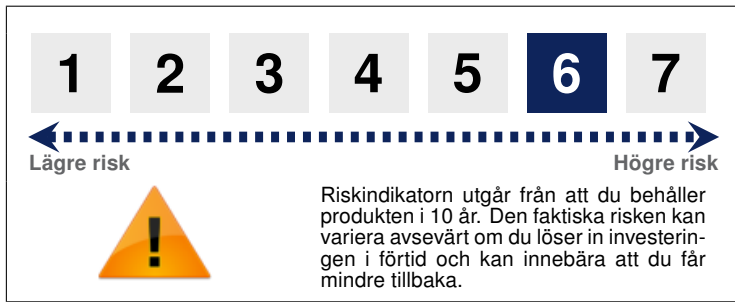 1 2 3 4 5 6 7
Lägre risk Högre risk
!
Riskindikatorn utgår från att du behåller
produkten i 10 år. Den faktiska risken kan
variera avsevärt om du löser in investerin-
gen i förtid och kan innebära att du får
mindre tillbaka.